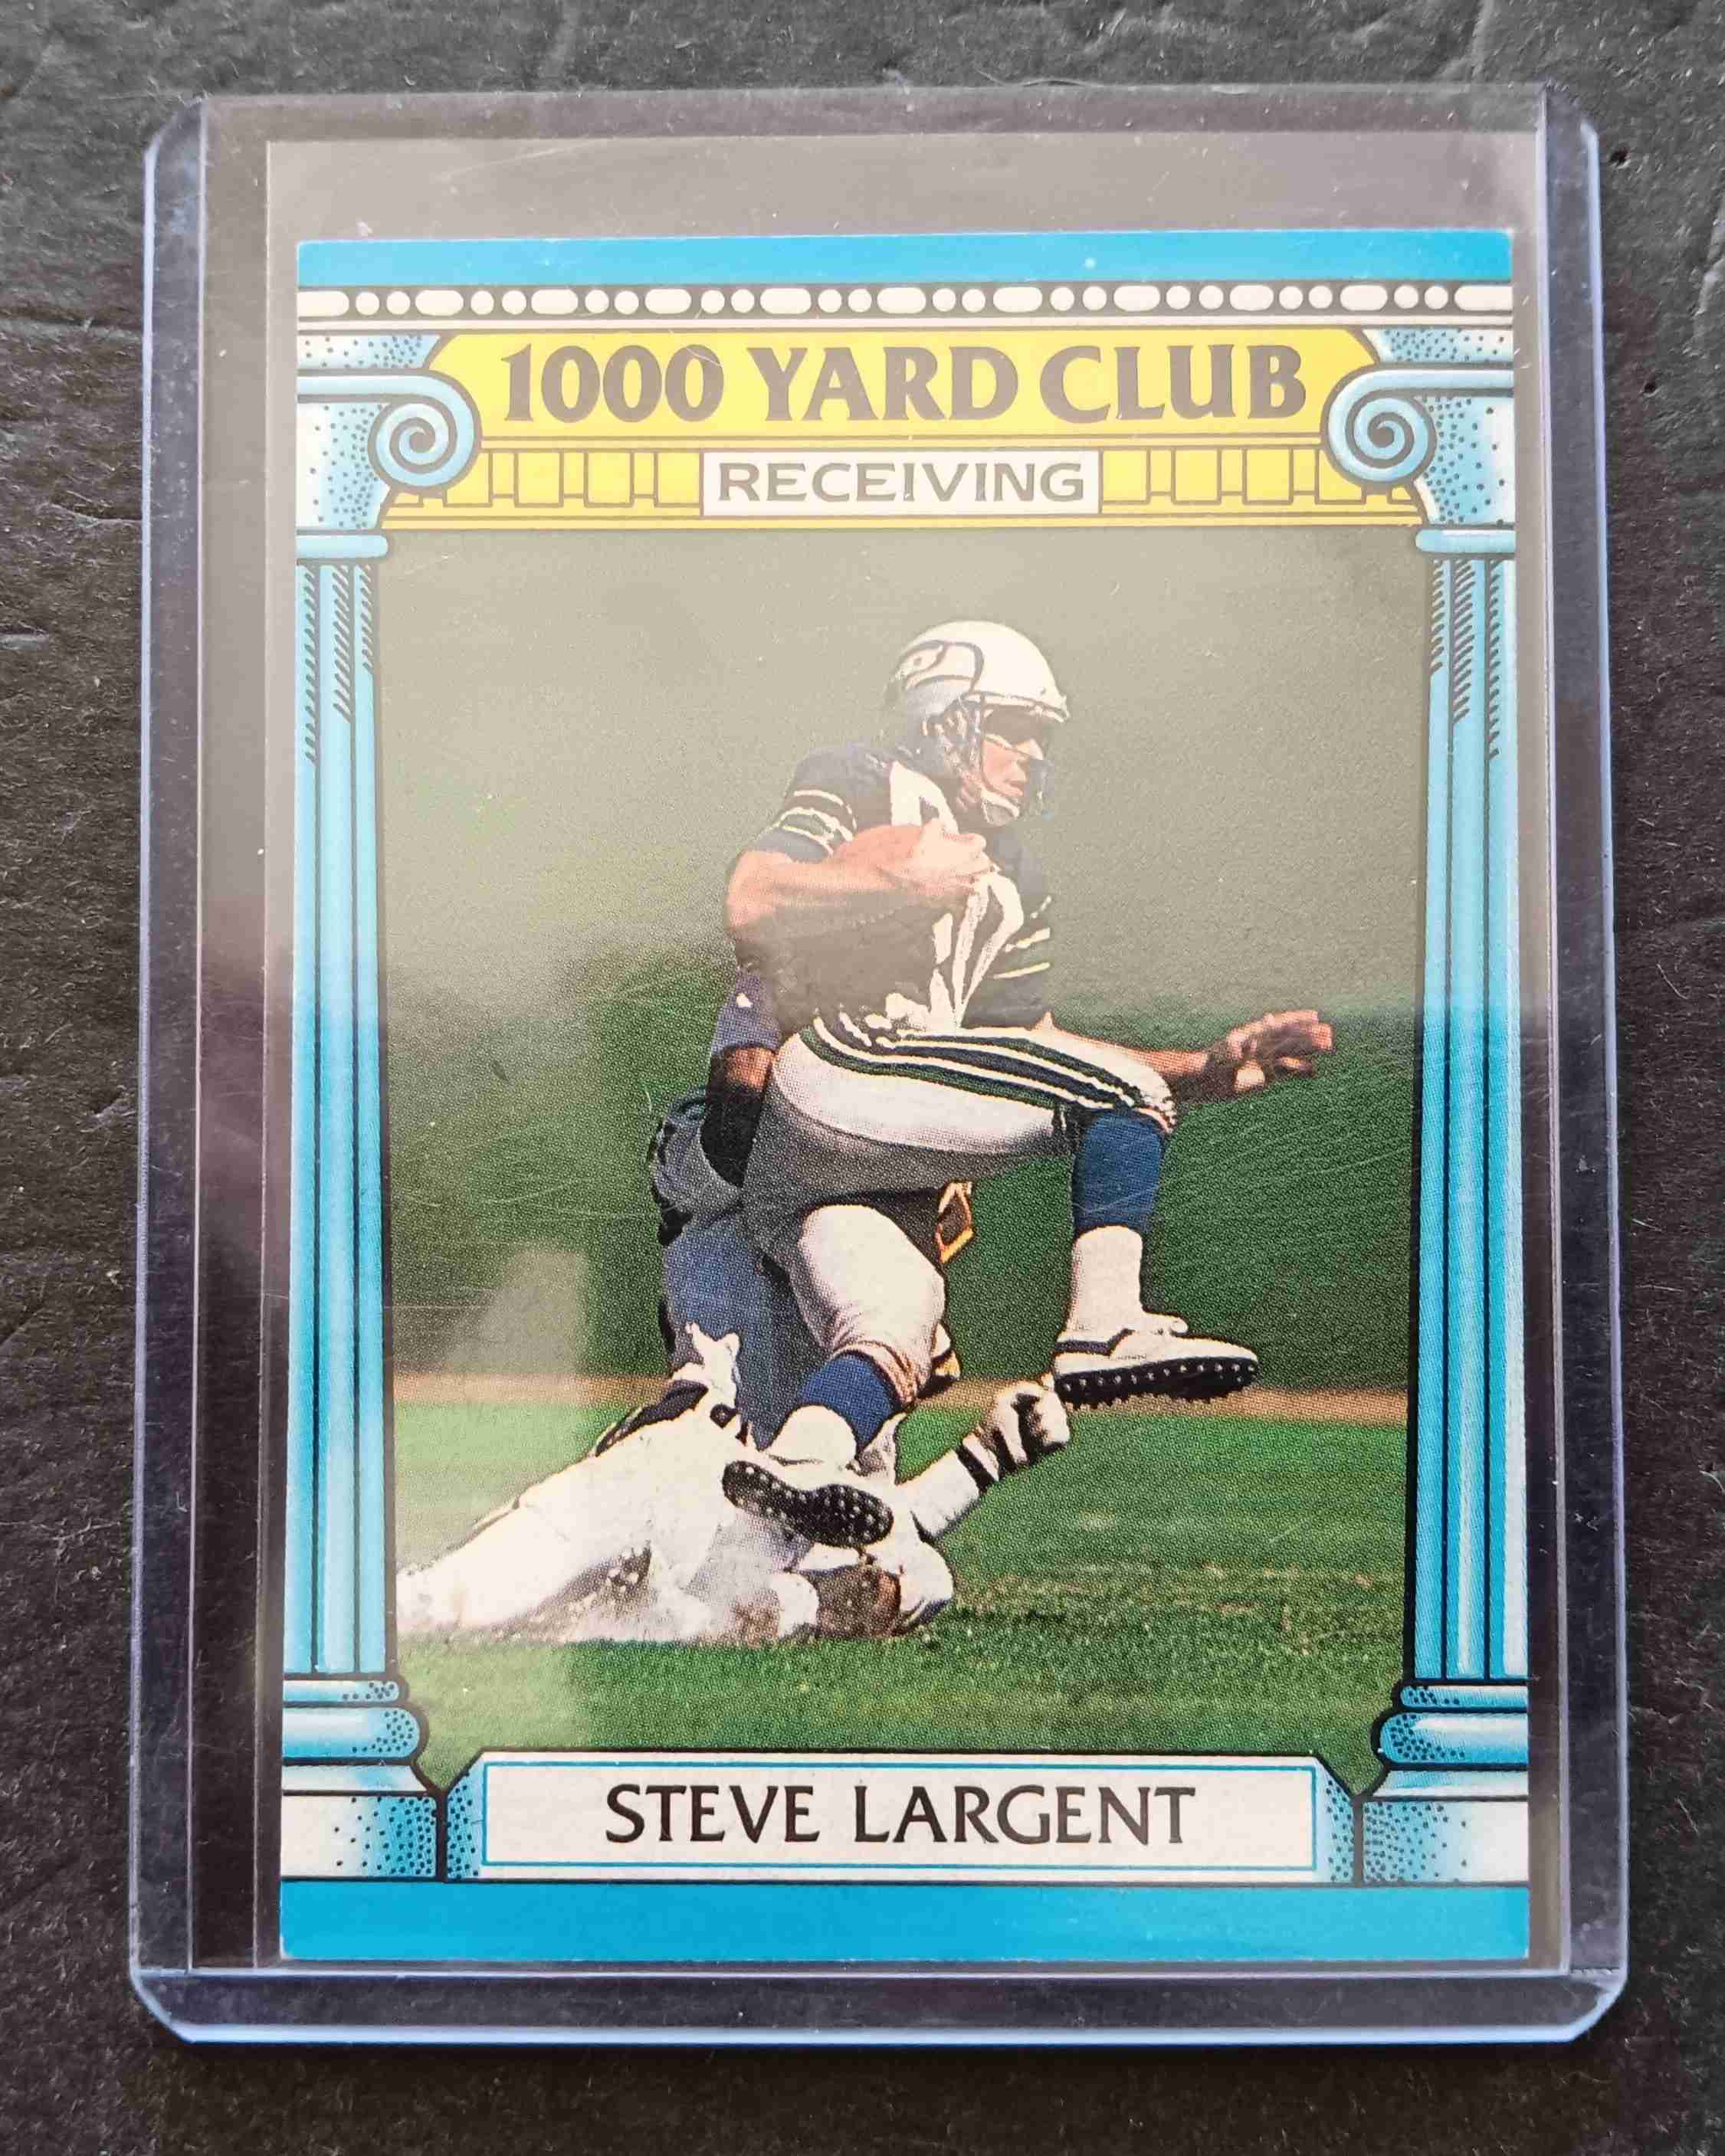 1000 YARD CLUB
RECEIVING
STEVE LARGENT